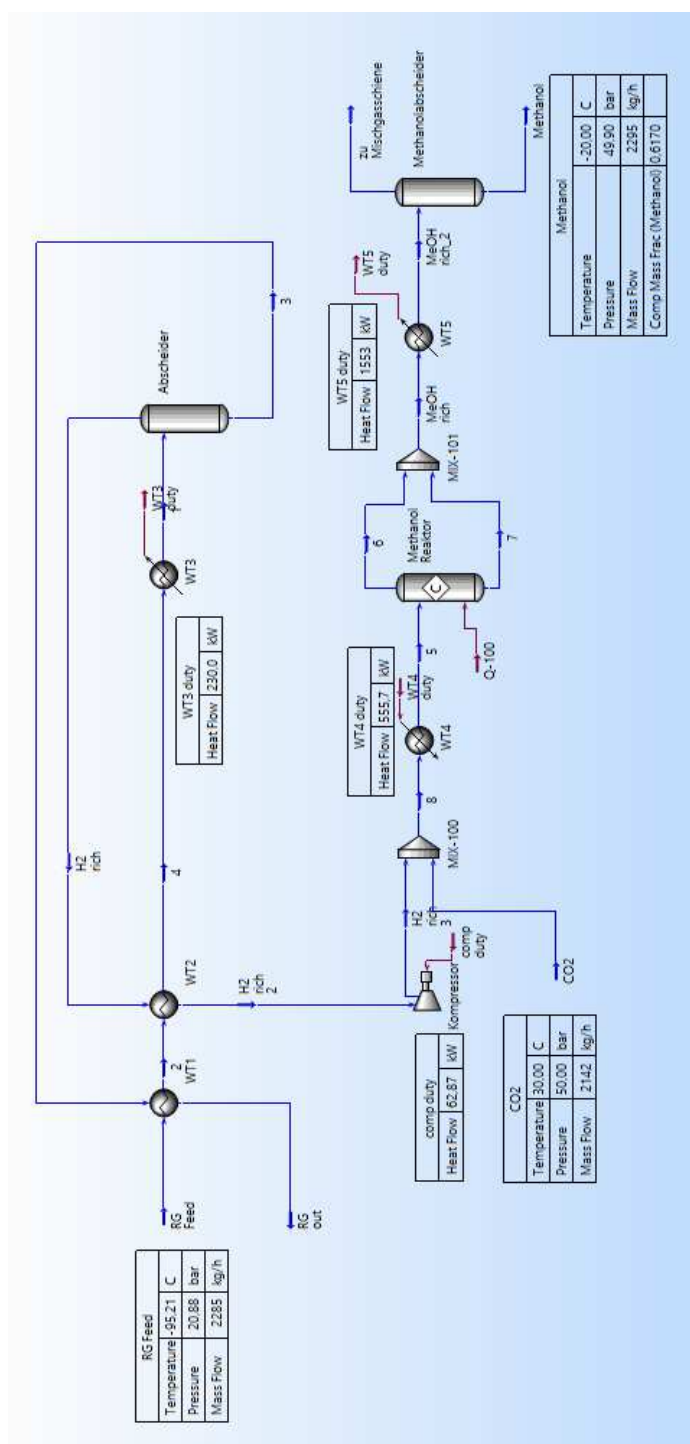 RG Feed
Temperature -95,21 C
Pressure 20,88 bar
Mass Flow 2285 kg/h
RG
Feed
RG
out
WT1
2
WT2
4
H2
rich
H2
rich
2
WT3 duty
Heat Flow 230,0 kW
WT3
WT3
duty
Abscheider
3
comp duty
Heat Flow 62,87 kW
Kompressor
comp
duty
H2
rich
3
CO2
CO2
Temperature 30,00 C
Pressure 50,00 bar
Mass Flow 2142 kg/h
MIX-100
8
WT4 duty
Heat Flow 555,7 kW
WT4
duty
WT4
5
Q-100
Methanol
Reaktor
6
7
MIX-101
MeOH
rich
WT5 duty
Heat Flow 1553 kW
WT5
WT5
duty
MeOH
rich_2
zu
Mischgasschiene
Methanolabscheider
Methanol
Methanol
Temperature -20,00 C
Pressure 49,90 bar
Mass Flow 2295 kg/h
Comp Mass Frac (Methanol) 0,6170